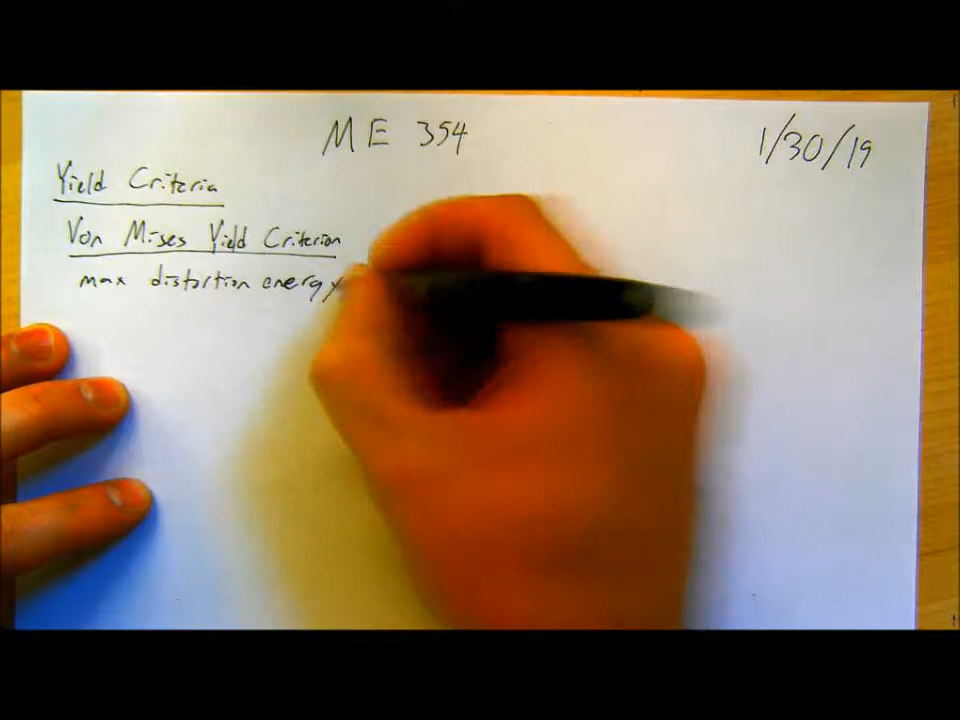 ME 354
1/30/19
Yield Criteria
Von Mises Yield Criterion
max distortion energy